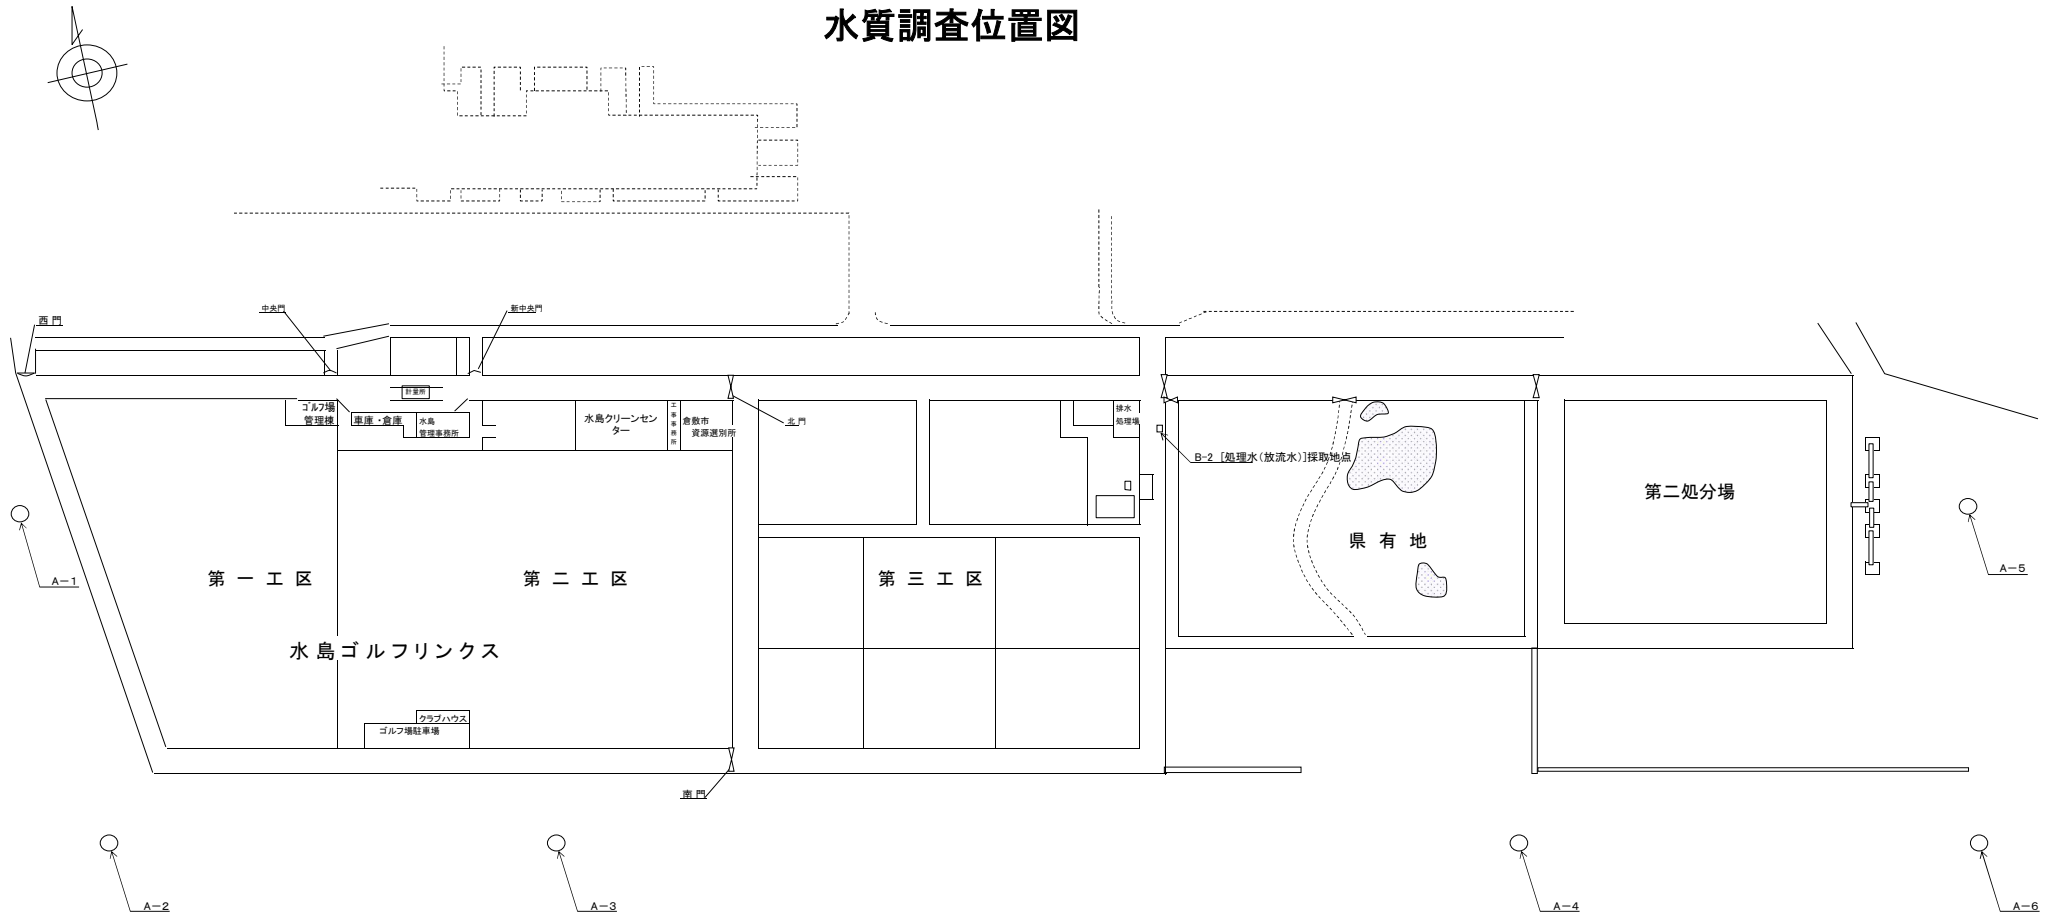 水質調査位置図
西 門
中央門
新中央門
計量所
ゴルフ場
管理棟
車庫・倉庫
水島
管理事務所
水島クリーンセン
ター
工事事務所
倉敷市
資源選別所
北 門
排水
処理場
B-2 [処理水(放流水)]採取地点
第二処分場
県 有 地
第 一 工 区
第 二 工 区
第 三 工 区
水 島 ゴ ル フ リ ン ク ス
クラブハウス
ゴルフ場駐車場
南 門
A-1
A-5
A-2
A-3
A-4
A-6